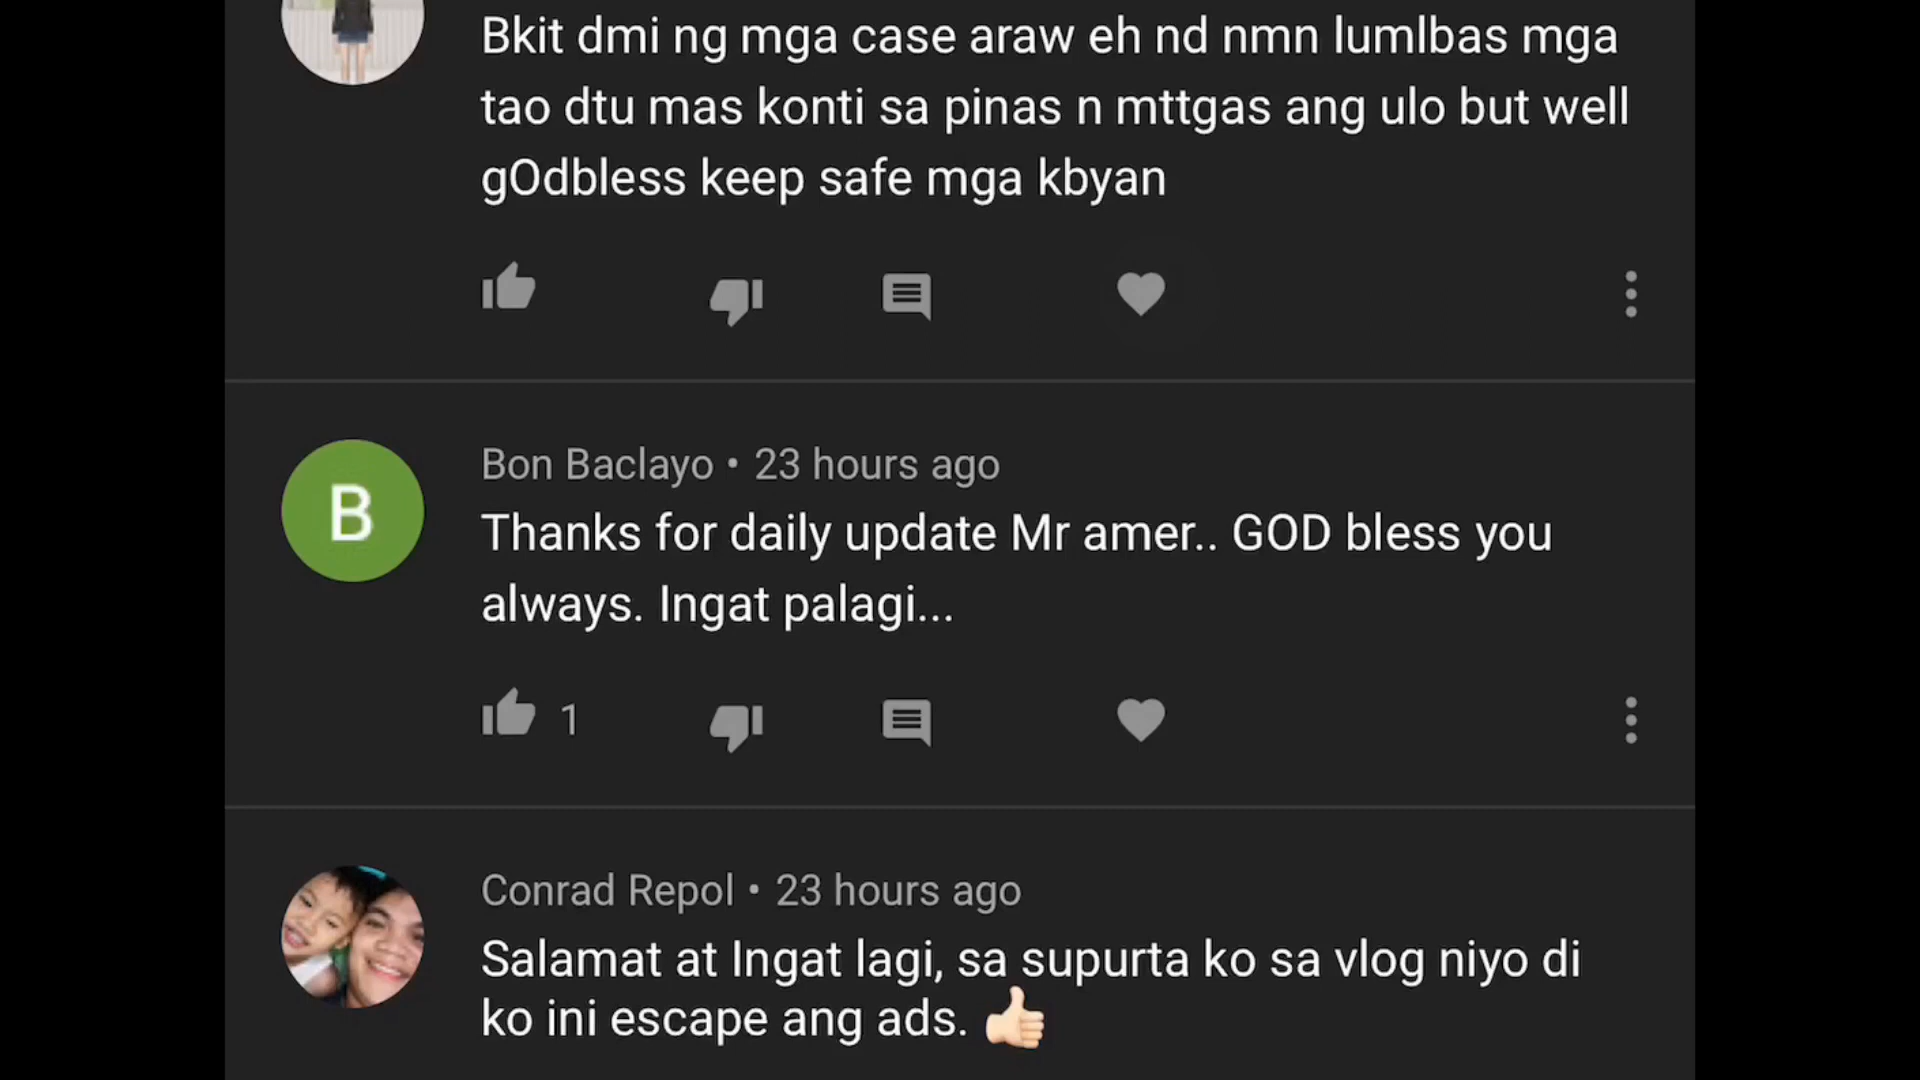 Bkit dmi ng mga case araw eh nd nmn lumlbas mga
tao dtu mas konti sa pinas n mttgas ang ulo but well
gOdbless keep safe mga kbyan
B
Bon Baclayo • 23 hours ago
Thanks for daily update Mr amer.. GOD bless you
always. Ingat palagi...
1
Conrad Repol • 23 hours ago
Salamat at Ingat lagi, sa supurta ko sa vlog niyo di
ko ini escape ang ads. 👍🏻